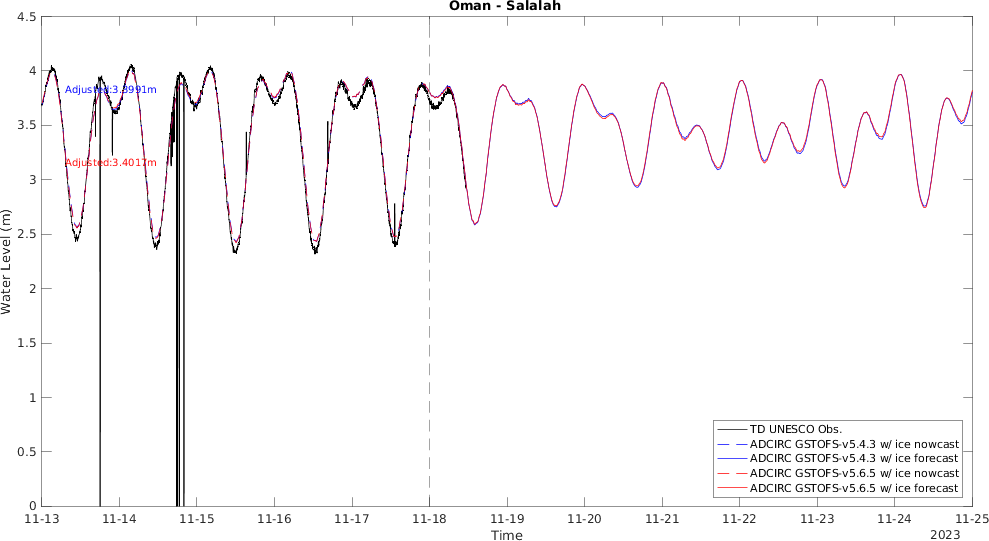 Oman - Salalah
4.5
4
3.5
3
2.5
2
1.5
1
0.5
0
Water Level (m)
Adjusted:3.3991m
Adjusted:3.4017m
TD UNESCO Obs.
ADCIRC GSTOFS-v5.4.3 w/ ice nowcast
ADCIRC GSTOFS-v5.4.3 w/ ice forecast
ADCIRC GSTOFS-v5.6.5 w/ ice nowcast
ADCIRC GSTOFS-v5.6.5 w/ ice forecast
11-13 11-14 11-15 11-16 11-17 11-18 11-19 11-20 11-21 11-22 11-23 11-24 11-25
Time
2023